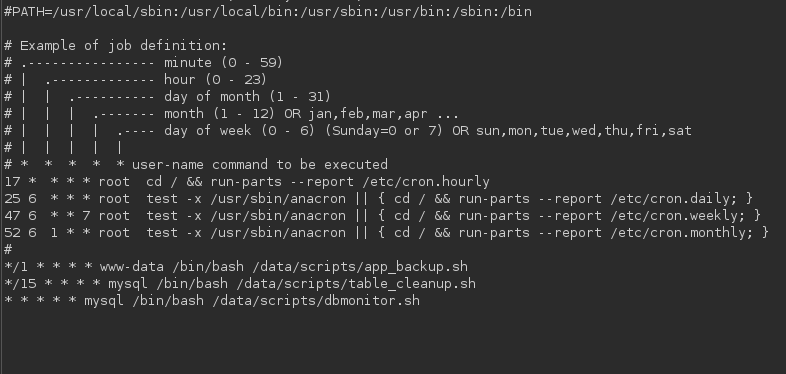 #PATH=/usr/local/sbin:/usr/local/bin:/usr/sbin:/usr/bin:/sbin:/bin
# Example of job definition:
# .---------------- minute (0 - 59)
# |  .------------- hour (0 - 23)
# |  |  .---------- day of month (1 - 31)
# |  |  |  .------- month (1 - 12) OR jan,feb,mar,apr ...
# |  |  |  |  .---- day of week (0 - 6) (Sunday=0 or 7) OR sun,mon,tue,wed,thu,fri,sat
# |  |  |  |  |
# *  *  *  *  * user-name command to be executed
17 *  * * * root  cd / && run-parts --report /etc/cron.hourly
25 6  * * * root  test -x /usr/sbin/anacron || { cd / && run-parts --report /etc/cron.daily; }
47 6  * * 7 root  test -x /usr/sbin/anacron || { cd / && run-parts --report /etc/cron.weekly; }
52 6  1 * * root  test -x /usr/sbin/anacron || { cd / && run-parts --report /etc/cron.monthly; }
#
*/1 * * * * www-data /bin/bash /data/scripts/app_backup.sh
*/15 * * * * mysql /bin/bash /data/scripts/table_cleanup.sh
* * * * * mysql /bin/bash /data/scripts/dbmonitor.sh